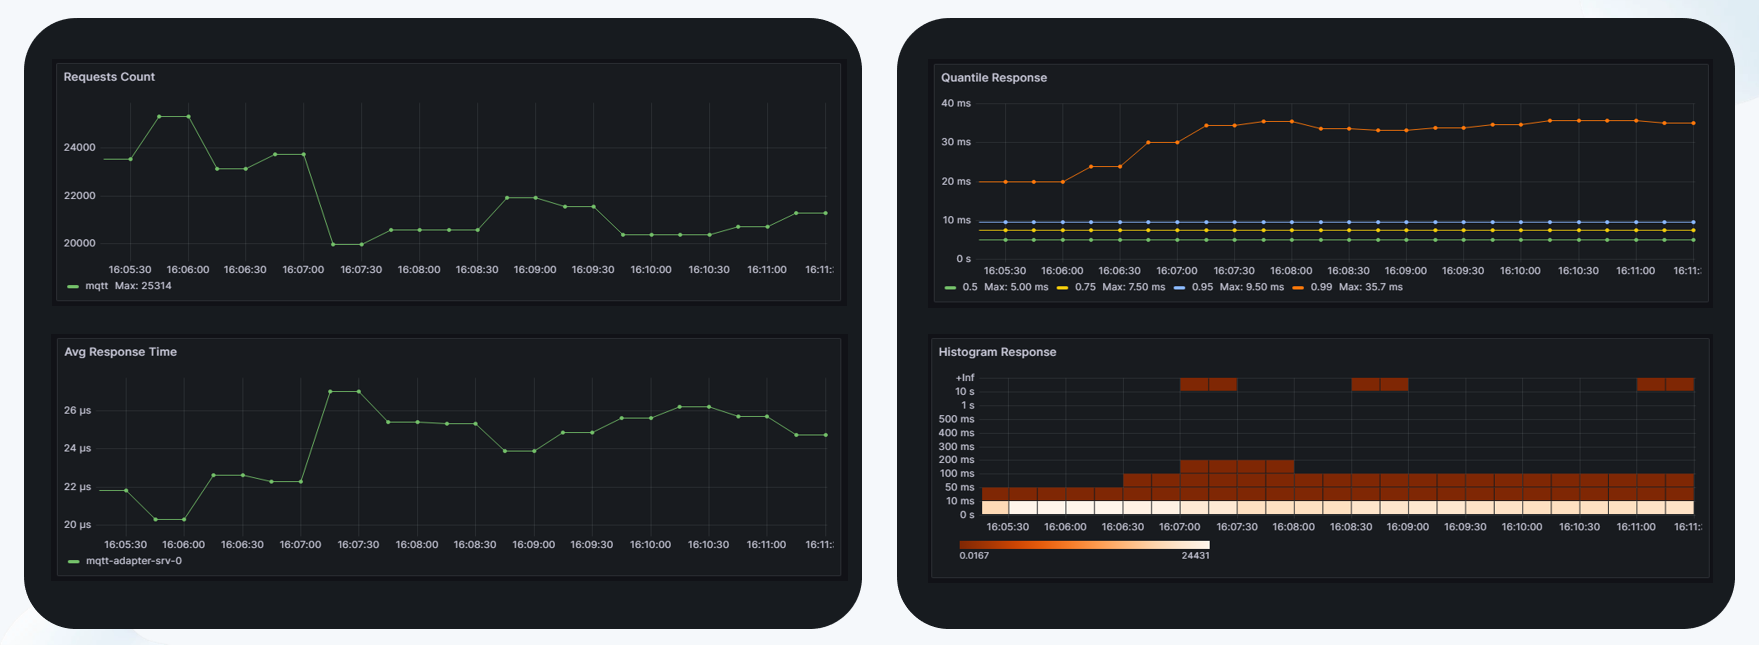 Requests Count
24000
22000
20000
16:05:30 16:06:00 16:06:30 16:07:00 16:07:30 16:08:00 16:08:30 16:09:00 16:09:30 16:10:00 16:10:30 16:11:00 16:11:
mqtt Max: 25314
Avg Response Time
26 µs
24 µs
22 µs
20 µs
16:05:30 16:06:00 16:06:30 16:07:00 16:07:30 16:08:00 16:08:30 16:09:00 16:09:30 16:10:00 16:10:30 16:11:00 16:11:
mqtt-adapter-srv-0
Quantile Response
40 ms
30 ms
20 ms
10 ms
0 s
16:05:30 16:06:00 16:06:30 16:07:00 16:07:30 16:08:00 16:08:30 16:09:00 16:09:30 16:10:00 16:10:30 16:11:00 16:11:
0.5 Max: 5.00 ms 0.75 Max: 7.50 ms 0.95 Max: 9.50 ms 0.99 Max: 35.7 ms
Histogram Response
+Inf
10 s
1 s
500 ms
400 ms
300 ms
200 ms
100 ms
50 ms
10 ms
0 s
16:05:30 16:06:00 16:06:30 16:07:00 16:07:30 16:08:00 16:08:30 16:09:00 16:09:30 16:10:00 16:10:30 16:11:00 16:11:
0.0167 24431